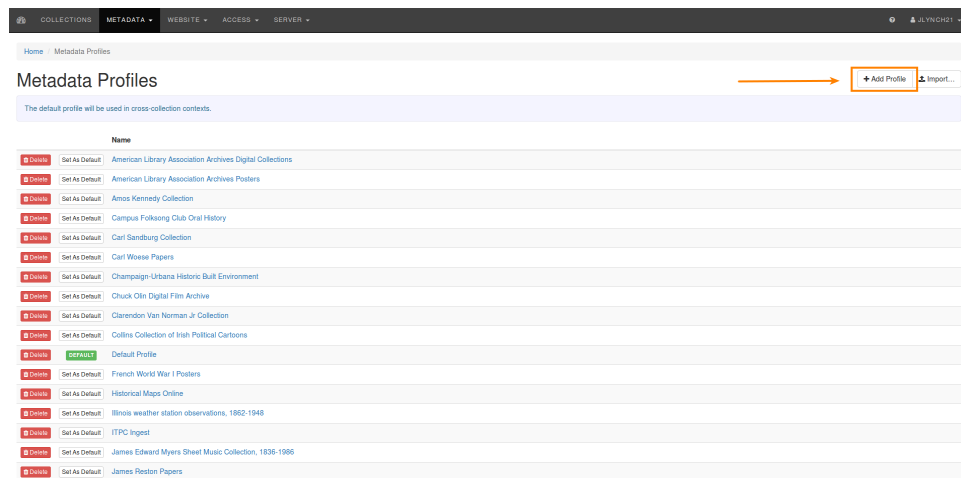 COLLECTIONS METADATA WEBSITE ACCESS SERVER JLYNCH21
Home / Metadata Profiles
Metadata Profiles
+ Add Profile Import...
The default profile will be used in cross-collection contexts.
Name
Delete Set As Default American Library Association Archives Digital Collections
Delete Set As Default American Library Association Archives Posters
Delete Set As Default Amos Kennedy Collection
Delete Set As Default Campus Folksong Club Oral History
Delete Set As Default Carl Sandburg Collection
Delete Set As Default Carl Woese Papers
Delete Set As Default Champaign-Urbana Historic Built Environment
Delete Set As Default Chuck Olin Digital Film Archive
Delete Set As Default Clarendon Van Norman Jr Collection
Delete Set As Default Collins Collection of Irish Political Cartoons
Delete DEFAULT Default Profile
Delete Set As Default French World War I Posters
Delete Set As Default Historical Maps Online
Delete Set As Default Illinois weather station observations, 1862-1948
Delete Set As Default ITPC Ingest
Delete Set As Default James Edward Myers Sheet Music Collection, 1836-1986
Delete Set As Default James Reston Papers